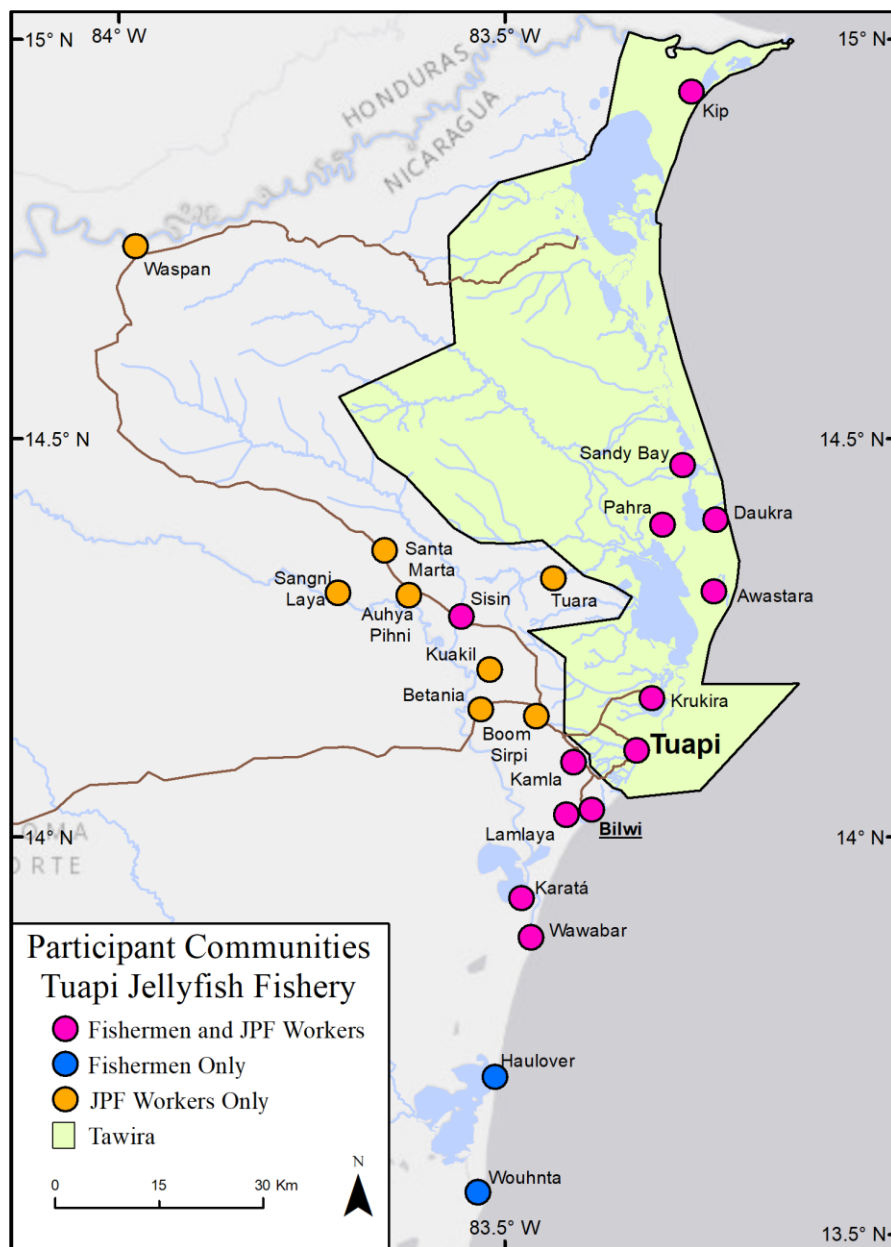 84° W
83.5° W
15° N
15° N
HONDURAS
NICARAGUA
Kip
Waspan
14.5° N
14.5° N
Sandy Bay
Pahra
Daukra
Santa
Marta
Sangni
Laya
Auhya
Pihni
Sisin
Tuara
Awastara
Kuakil
Betania
Boom
Sirpi
Krukira
Tuapi
Kamla
Lamlaya
Bilwi
OMA
ORTE
14° N
14° N
Karatá
Wawabar
Haulover
Wouhnta
83.5° W
13.5° N
Participant Communities
Tuapi Jellyfish Fishery
Fishermen and JPF Workers
Fishermen Only
JPF Workers Only
Tawira
N
0 15 30 Km